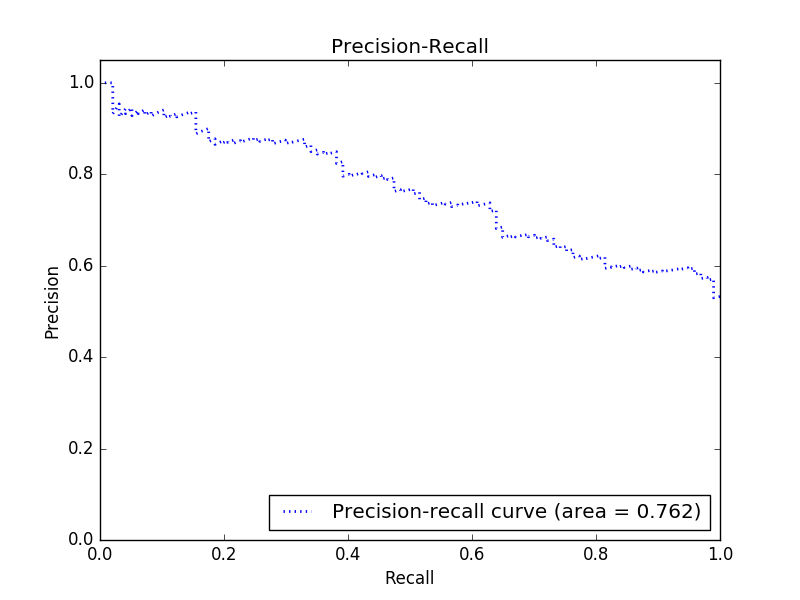 Precision-Recall
1.0
0.8
0.6
0.4
0.2
0.0
Precision
Precision-recall curve (area = 0.762)
0.0 0.2 0.4 0.6 0.8 1.0
Recall